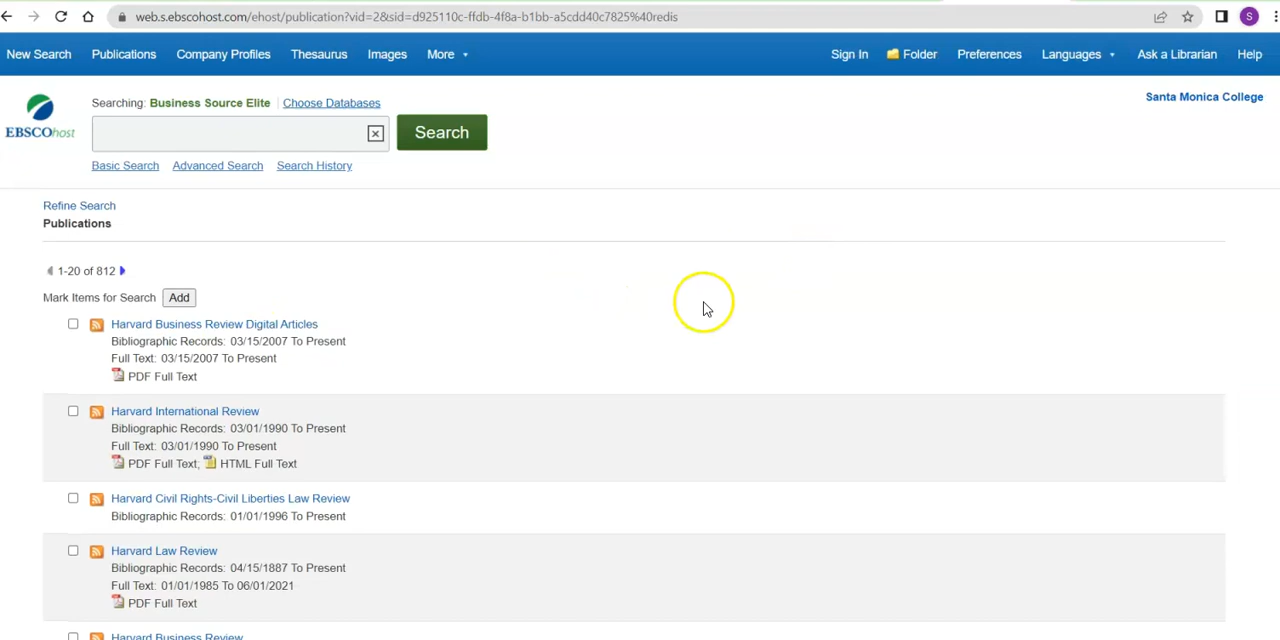 web.s.ebscohost.com/ehost/publication?vid=2&sid=d925110c-ffdb-4f8a-b1bb-a5cdd40c7825%40redis
S
New Search Publications Company Profiles Thesaurus Images More Sign In Folder Preferences Languages Ask a Librarian Help
Santa Monica College
EBSCOhost
Searching: Business Source Elite Choose Databases
Search
Basic Search Advanced Search Search History
Refine Search
Publications
1-20 of 812
Mark Items for Search Add
Harvard Business Review Digital Articles
Bibliographic Records: 03/15/2007 To Present
Full Text: 03/15/2007 To Present
PDF Full Text
Harvard International Review
Bibliographic Records: 03/01/1990 To Present
Full Text: 03/01/1990 To Present
PDF Full Text; HTML Full Text
Harvard Civil Rights-Civil Liberties Law Review
Bibliographic Records: 01/01/1996 To Present
Harvard Law Review
Bibliographic Records: 04/15/1887 To Present
Full Text: 01/01/1985 To 06/01/2021
PDF Full Text
Harvard Business Review